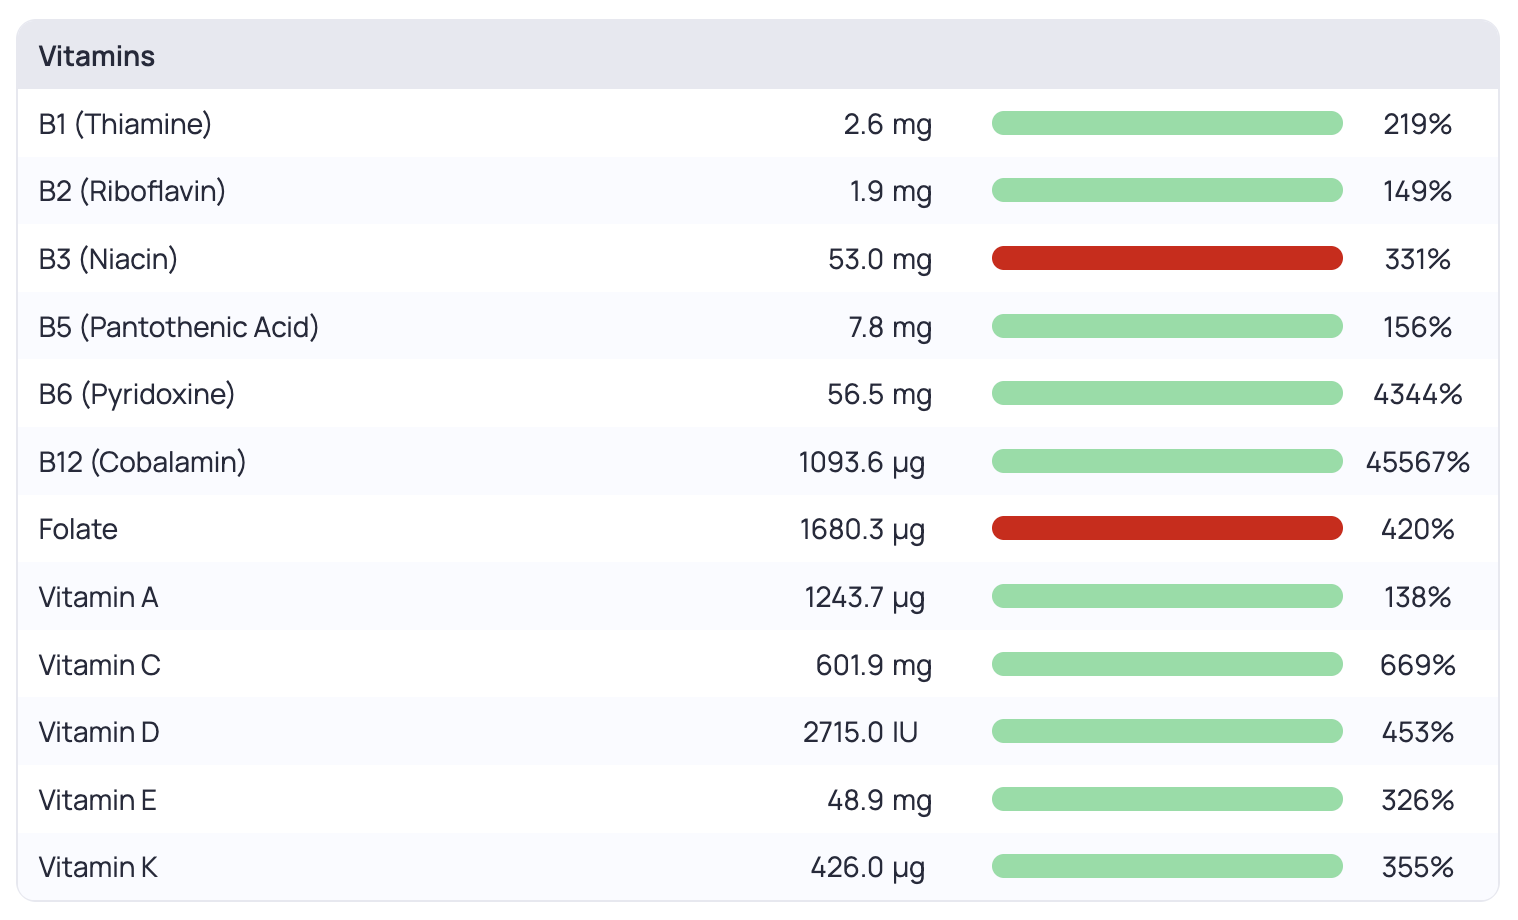 Vitamins
B1 (Thiamine) 2.6 mg 219%
B2 (Riboflavin) 1.9 mg 149%
B3 (Niacin) 53.0 mg 331%
B5 (Pantothenic Acid) 7.8 mg 156%
B6 (Pyridoxine) 56.5 mg 4344%
B12 (Cobalamin) 1093.6 µg 45567%
Folate 1680.3 µg 420%
Vitamin A 1243.7 µg 138%
Vitamin C 601.9 mg 669%
Vitamin D 2715.0 IU 453%
Vitamin E 48.9 mg 326%
Vitamin K 426.0 µg 355%